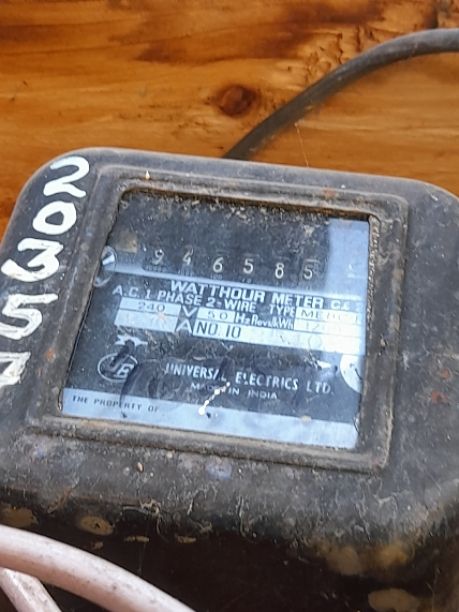 20357
946585
WATTHOUR METER
A.C. 1 PHASE 2-WIRE TYPE
240 V 50 Hz Revs/kWh
A NO. 10
UNIVERSAL ELECTRICS LTD.
MADE IN INDIA
THE PROPERTY OF